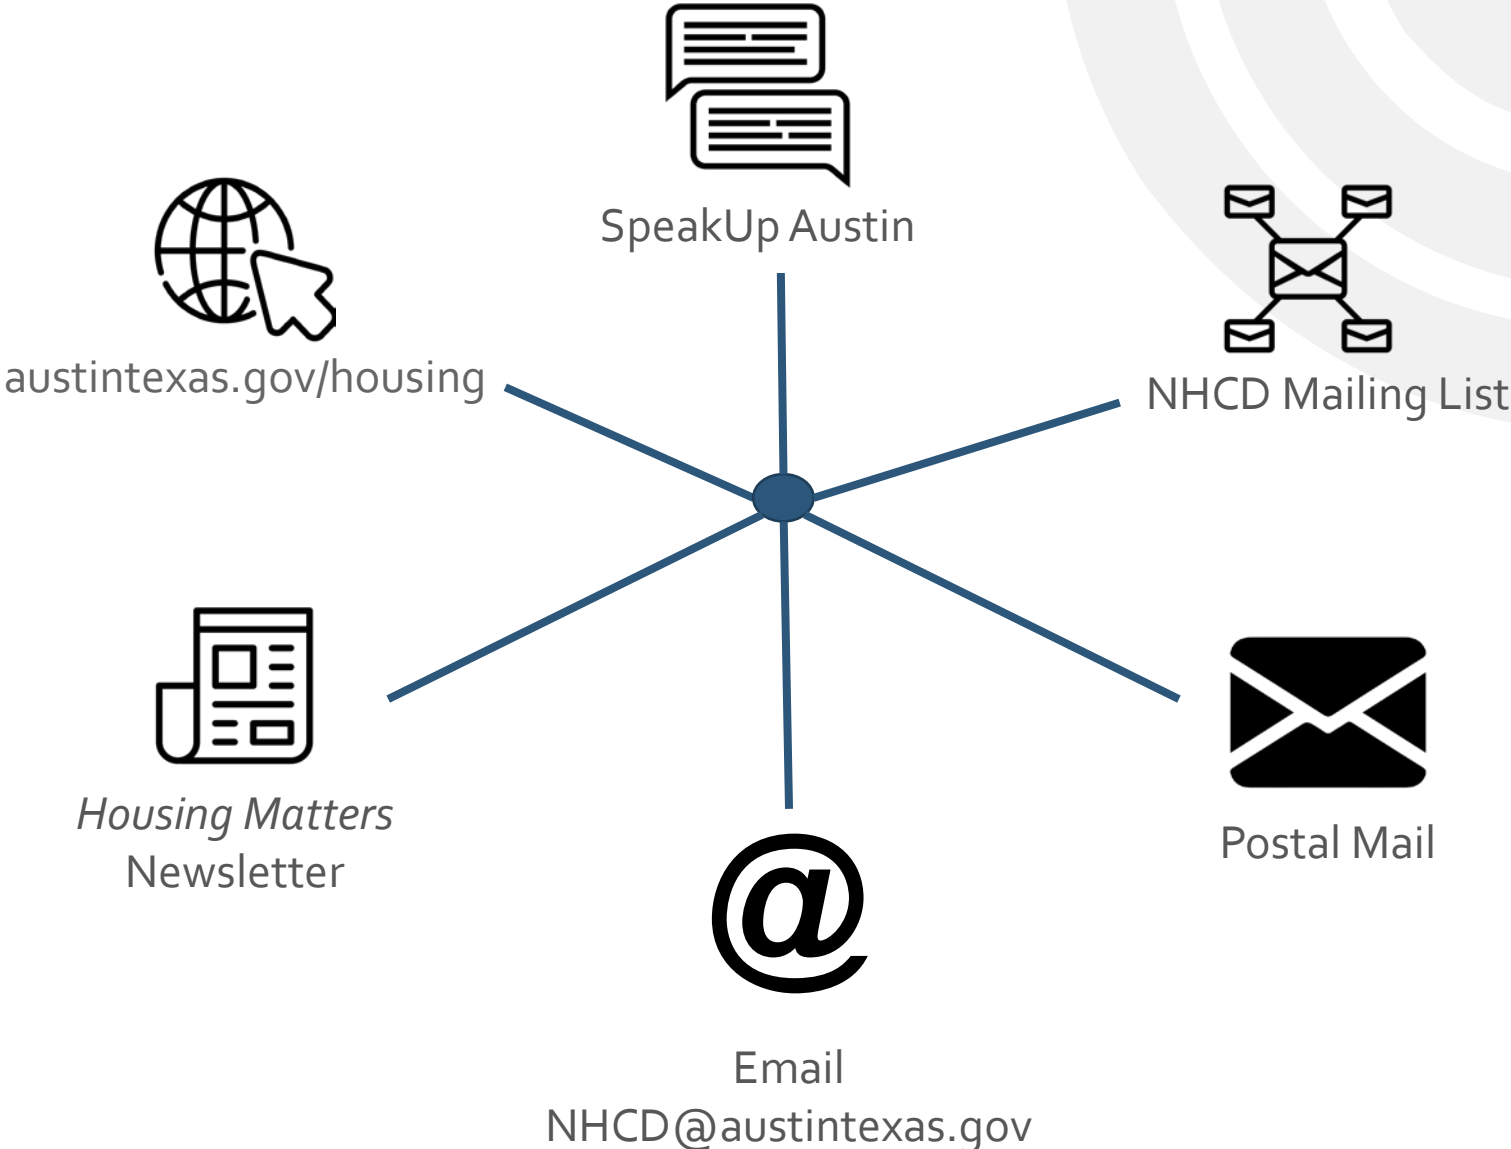 SpeakUp Austin
austintexas.gov/housing
NHCD Mailing List
Housing Matters
Newsletter
Postal Mail
@
Email
NHCD@austintexas.gov